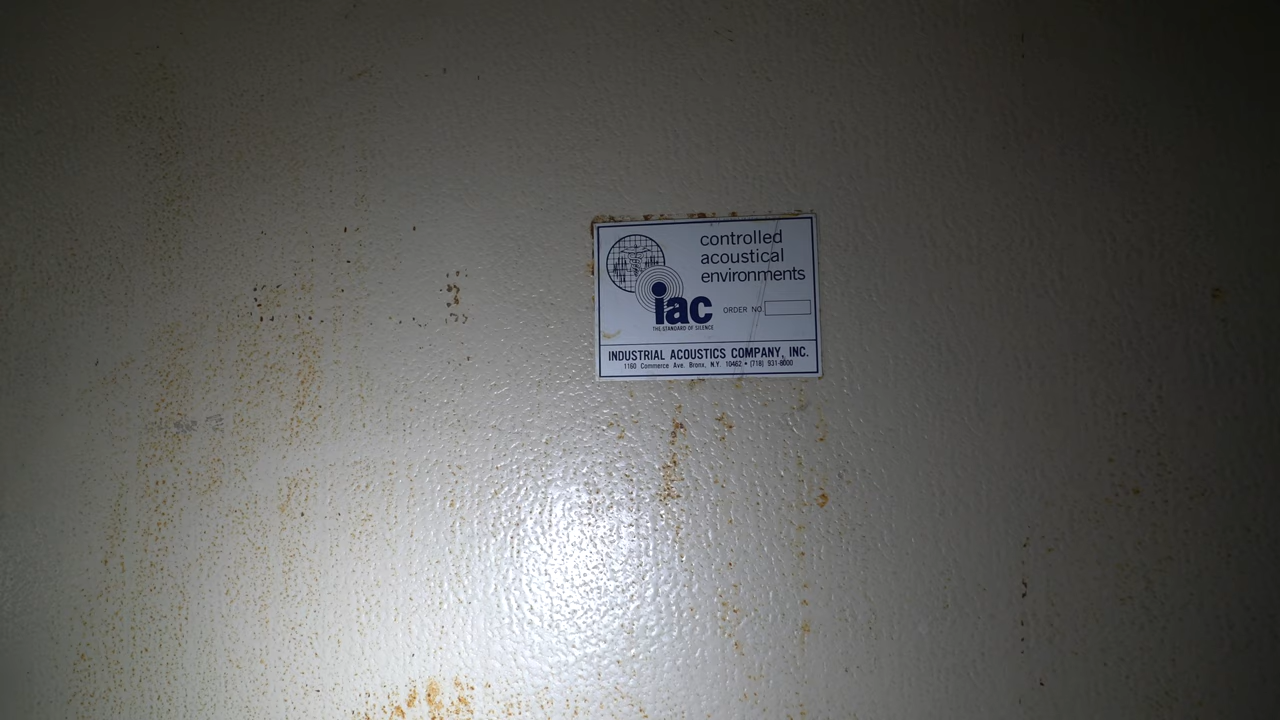 controlled
acoustical
environments
iac
THE STANDARD OF SILENCE
ORDER NO.
INDUSTRIAL ACOUSTICS COMPANY, INC.
1160 Commerce Ave. Bronx, N.Y. 10462 • (718) 931-8000